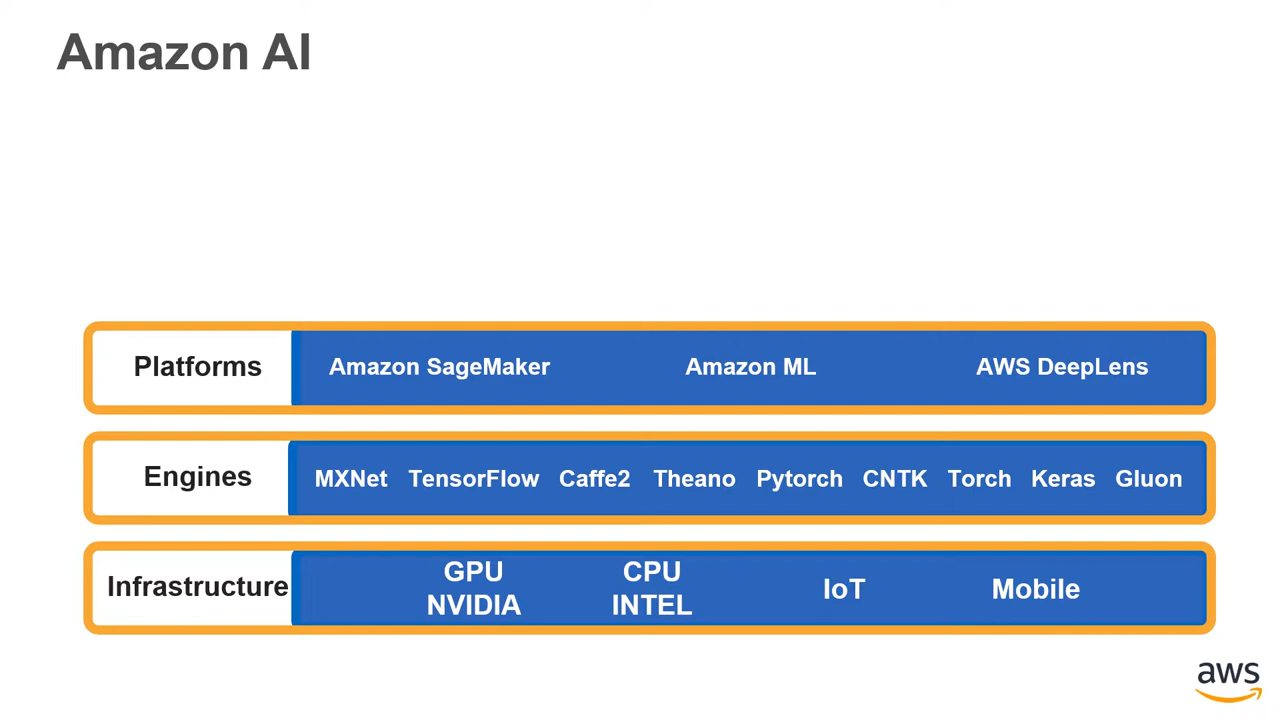 Amazon AI
Platforms
Amazon SageMaker Amazon ML AWS DeepLens
Engines
MXNet TensorFlow Caffe2 Theano Pytorch CNTK Torch Keras Gluon
Infrastructure
GPU NVIDIA
CPU INTEL
IoT
Mobile
aws